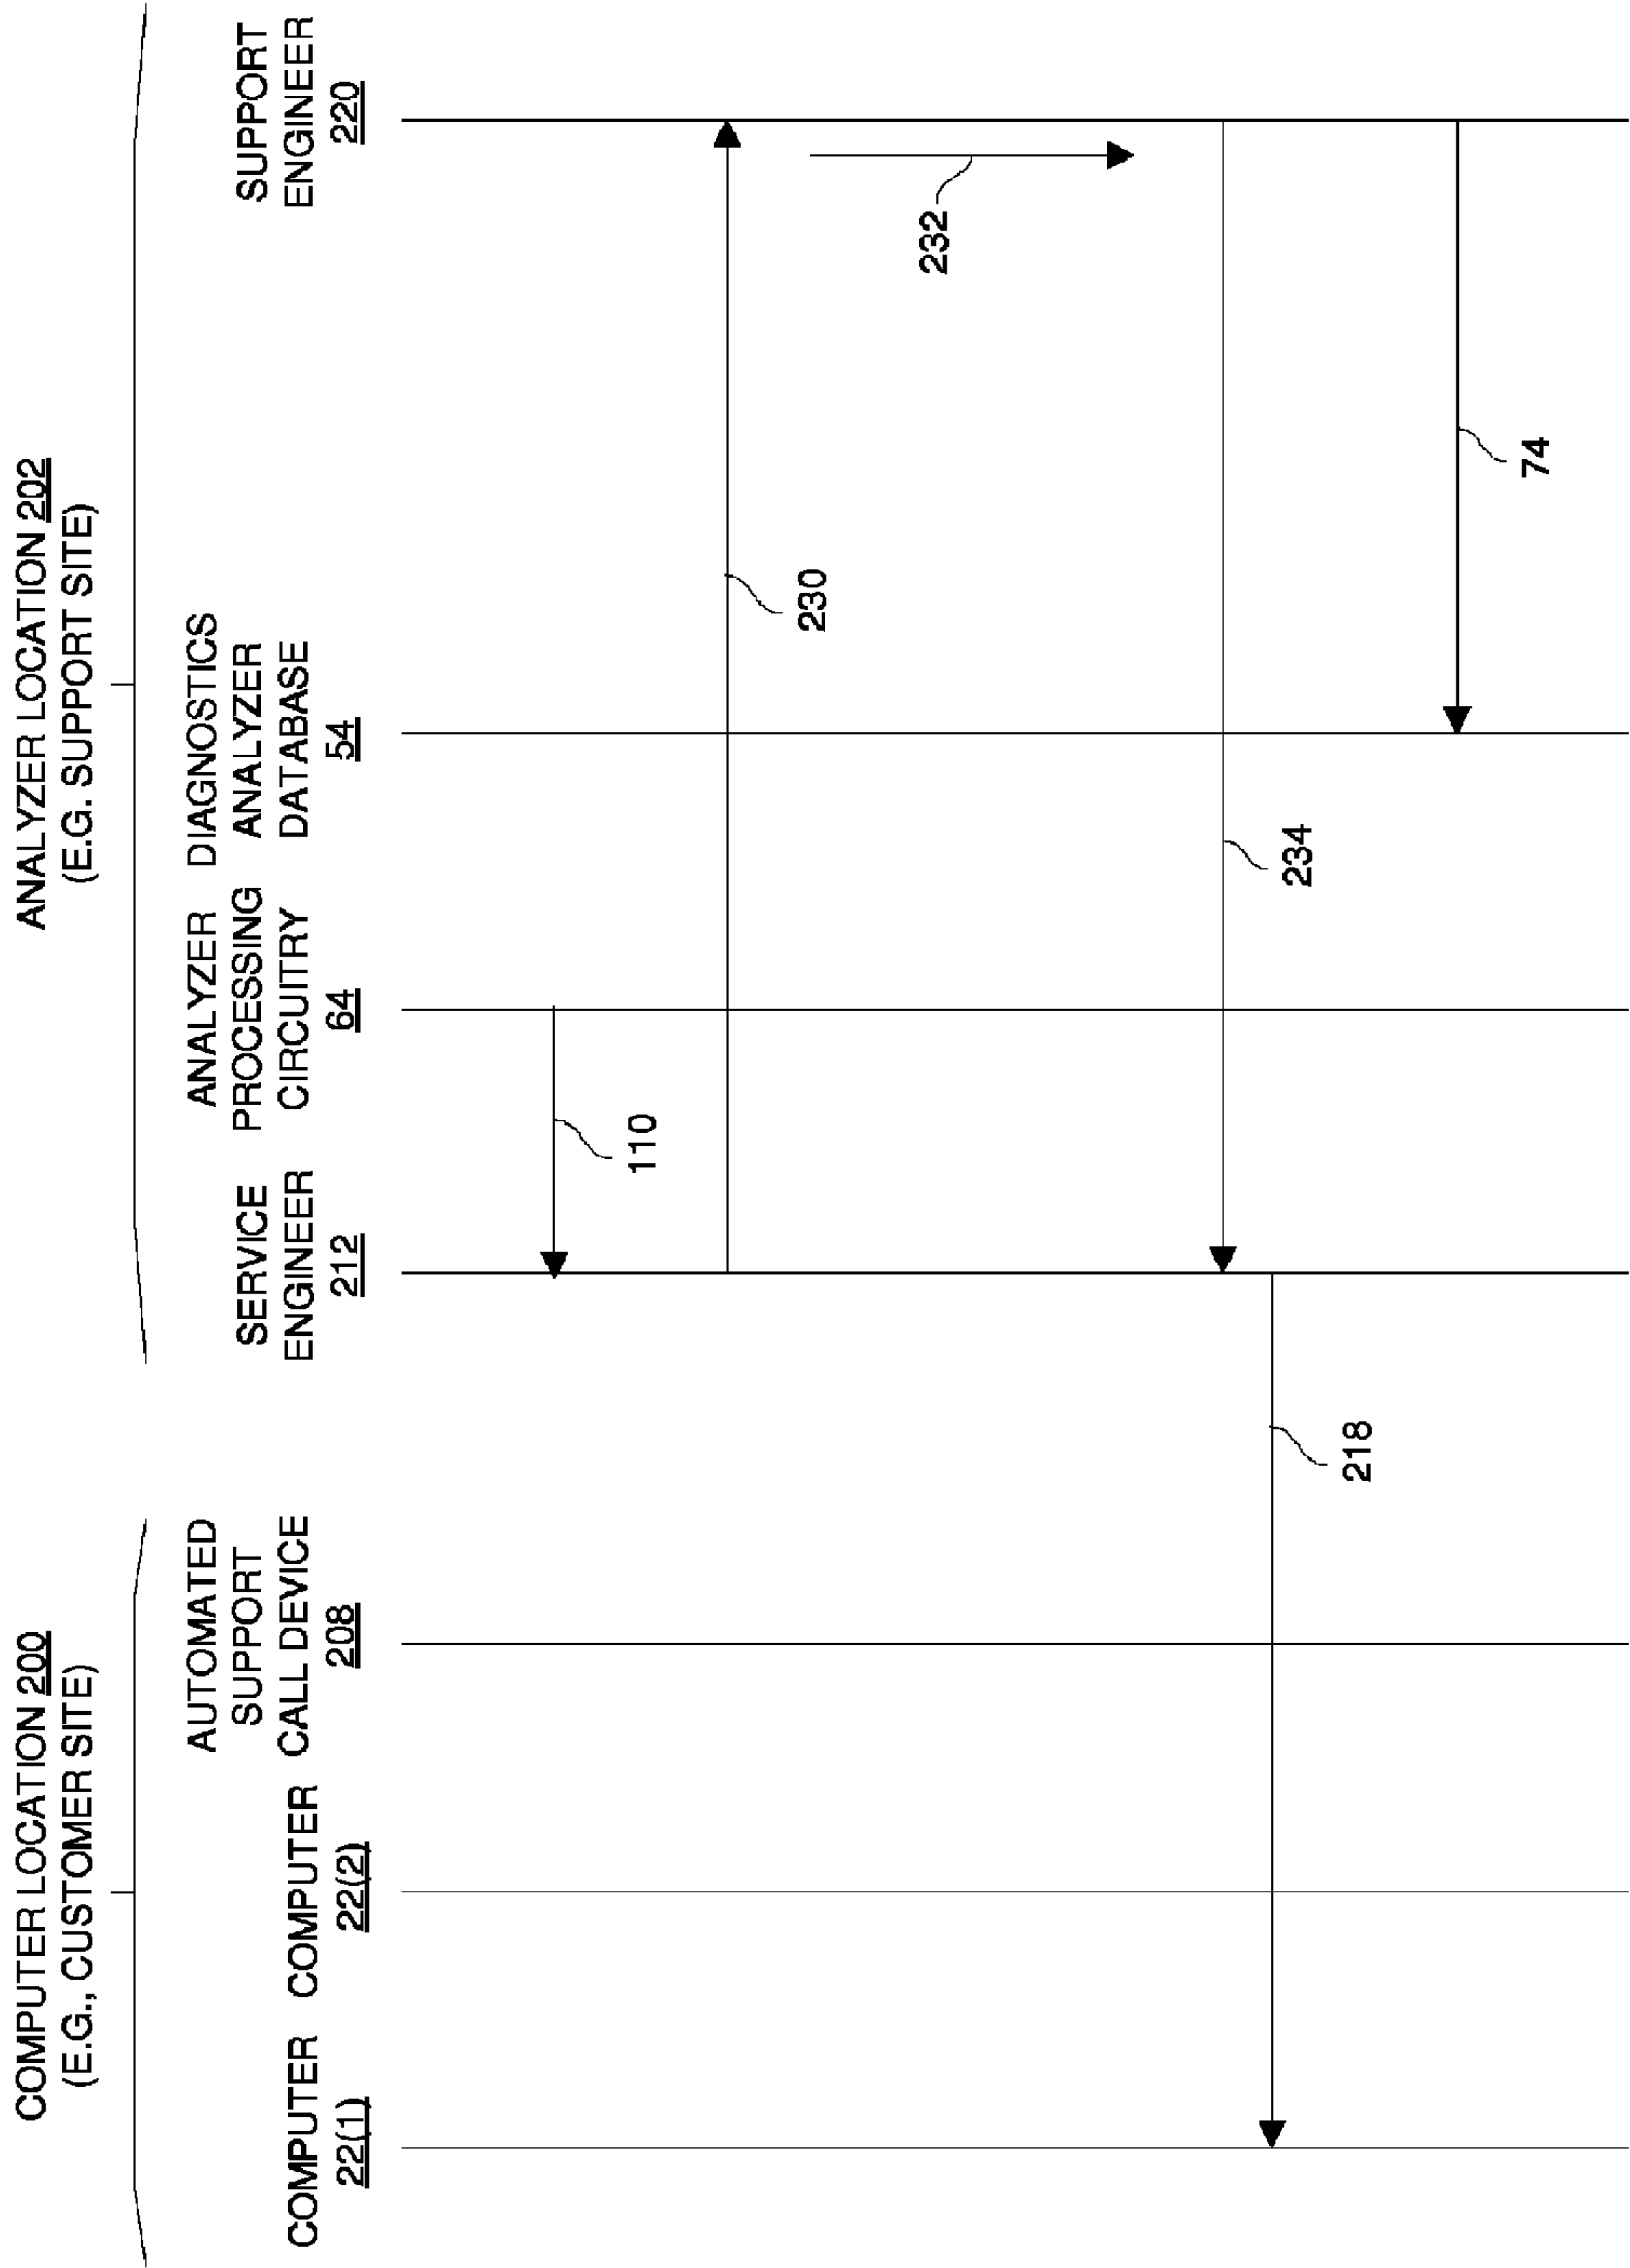 COMPUTER LOCATION 200
(E.G., CUSTOMER SITE)
ANALYZER LOCATION 202
(E.G. SUPPORT SITE)
COMPUTER
22(1)
COMPUTER
22(2)
AUTOMATED
SUPPORT
CALL DEVICE
208
SERVICE
ENGINEER
212
ANALYZER
PROCESSING
CIRCUITRY
64
DIAGNOSTICS
ANALYZER
DATABASE
54
SUPPORT
ENGINEER
220
110
230
232
234
218
74